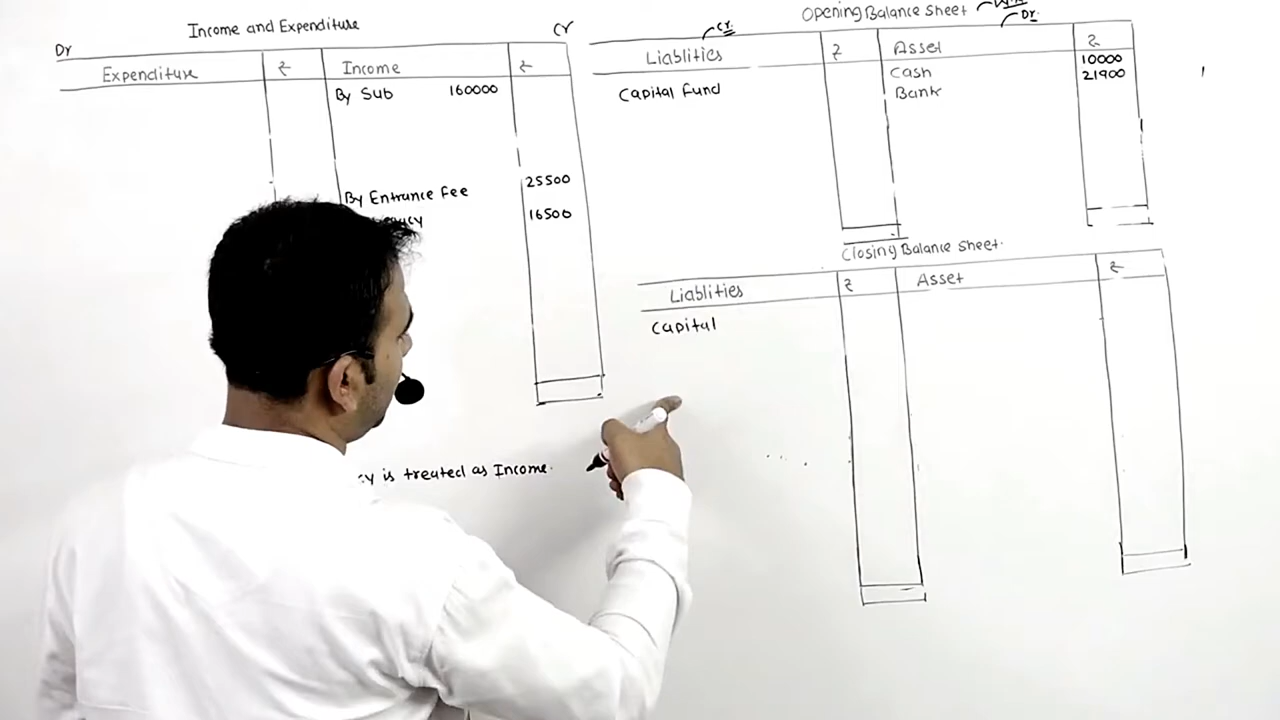 Income and Expenditure
Dr
Cr
Expenditure ₹ Income ₹
By Sub 160000
By Entrance Fee 25500
16500
is treated as Income.
Opening Balance Sheet
Cr.
Dr.
Liablities ₹ Asset ₹
Capital Fund
Cash 10000
Bank 21900
Closing Balance Sheet.
Liablities ₹ Asset ₹
Capital